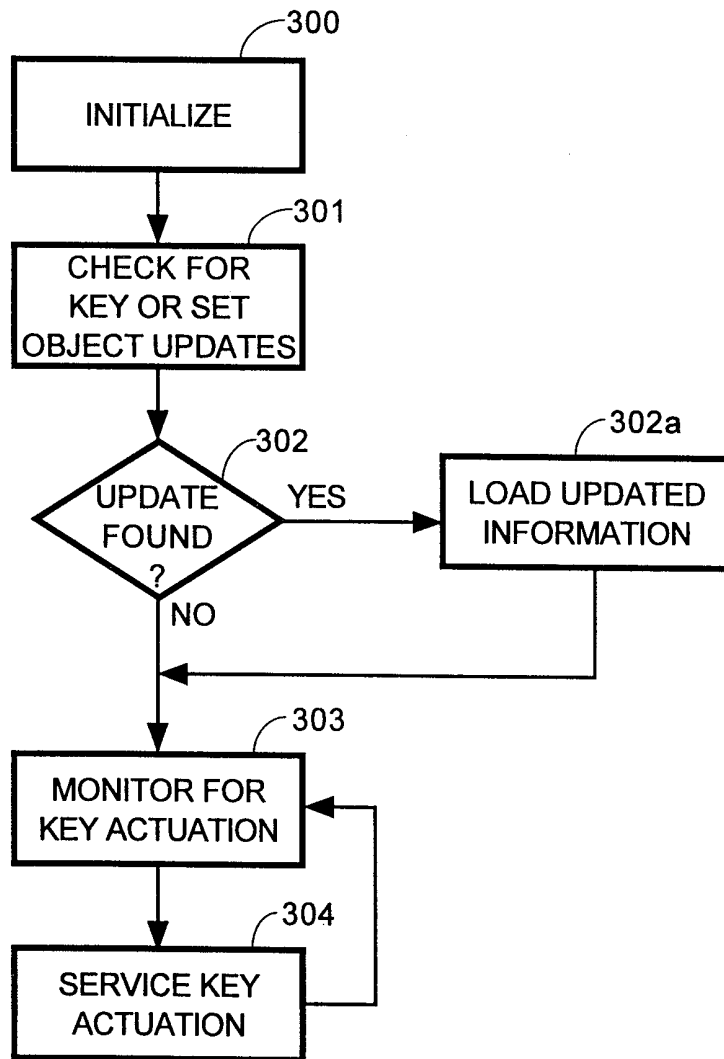 300
INITIALIZE
301
CHECK FOR
KEY OR SET
OBJECT UPDATES
302
UPDATE
FOUND
?
YES
NO
302a
LOAD UPDATED
INFORMATION
303
MONITOR FOR
KEY ACTUATION
304
SERVICE KEY
ACTUATION